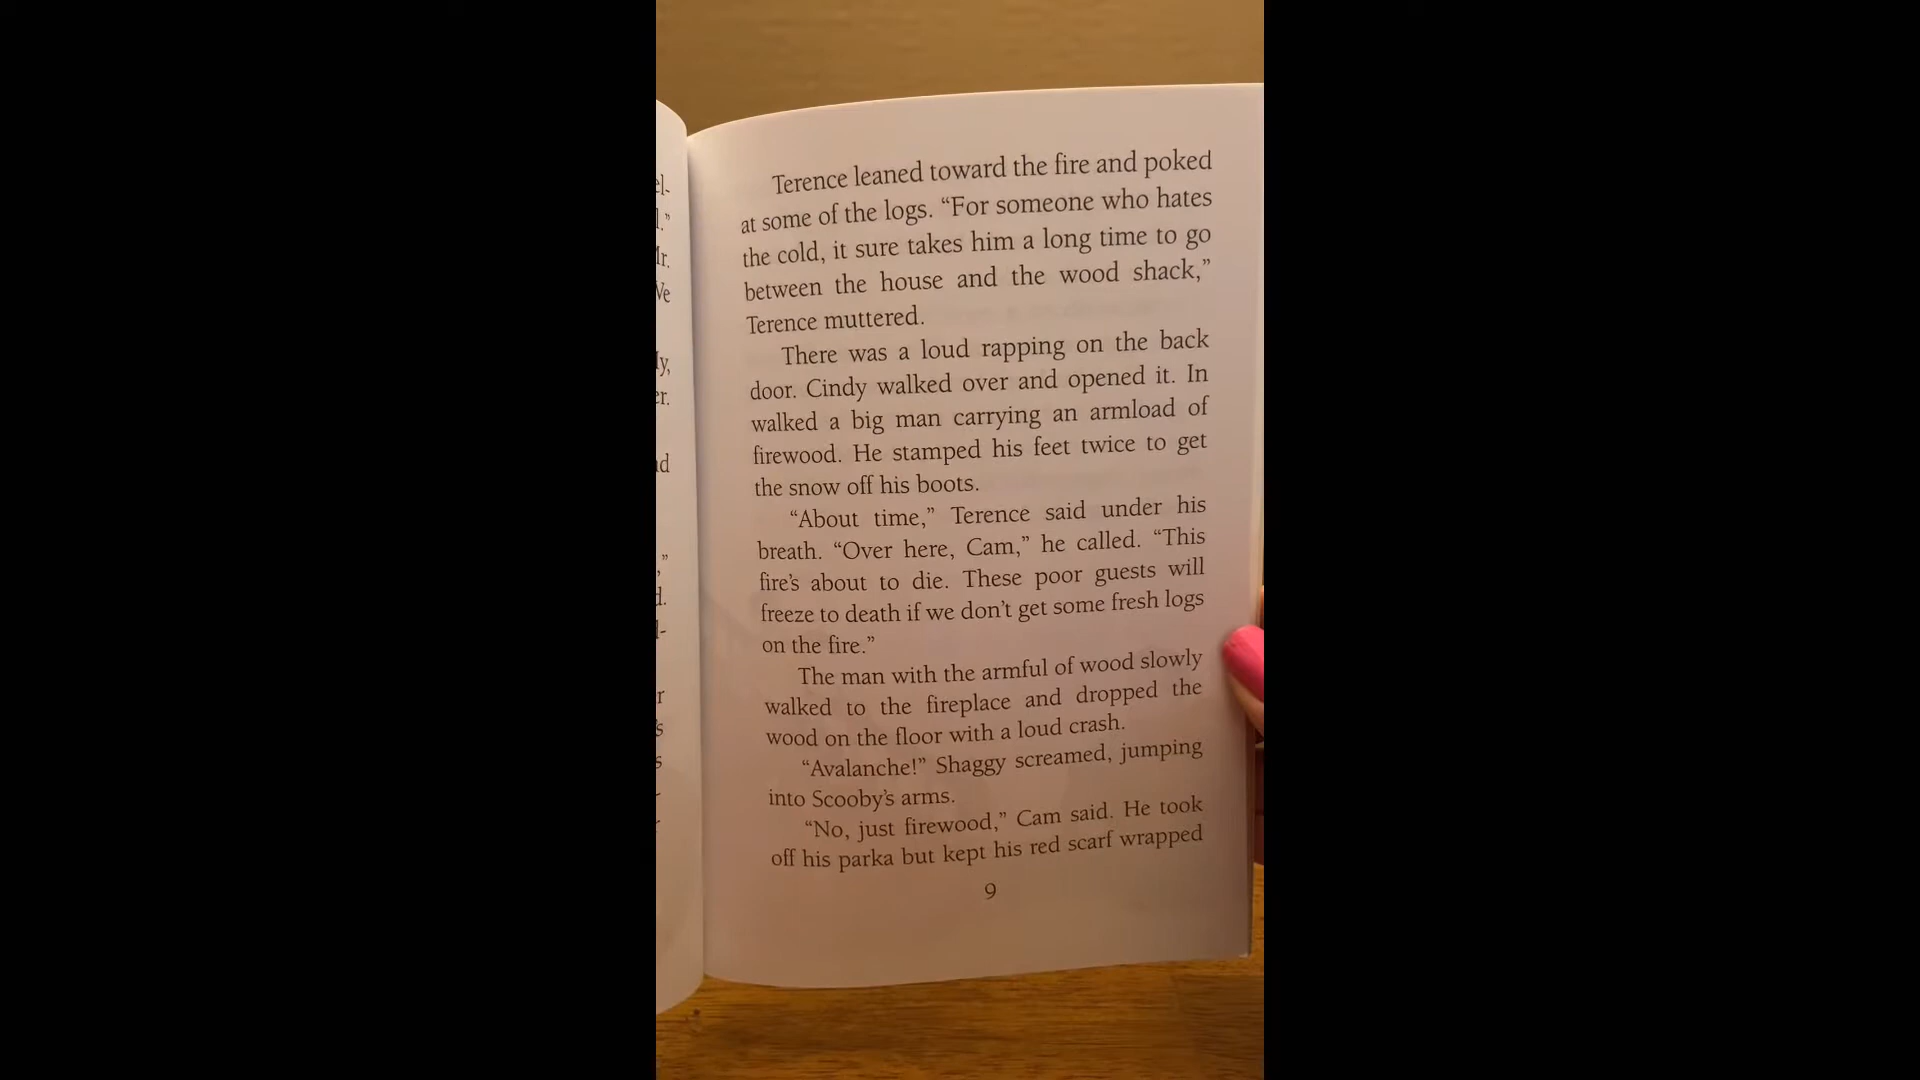 el-
l.”
Mr.
We
ly,
er.
nd
,”
d.
l-
r
’s
s
-
r
Terence leaned toward the fire and poked
at some of the logs. “For someone who hates
the cold, it sure takes him a long time to go
between the house and the wood shack,”
Terence muttered.
There was a loud rapping on the back
door. Cindy walked over and opened it. In
walked a big man carrying an armload of
firewood. He stamped his feet twice to get
the snow off his boots.
“About time,” Terence said under his
breath. “Over here, Cam,” he called. “This
fire’s about to die. These poor guests will
freeze to death if we don’t get some fresh logs
on the fire.”
The man with the armful of wood slowly
walked to the fireplace and dropped the
wood on the floor with a loud crash.
“Avalanche!” Shaggy screamed, jumping
into Scooby’s arms.
“No, just firewood,” Cam said. He took
off his parka but kept his red scarf wrapped
9